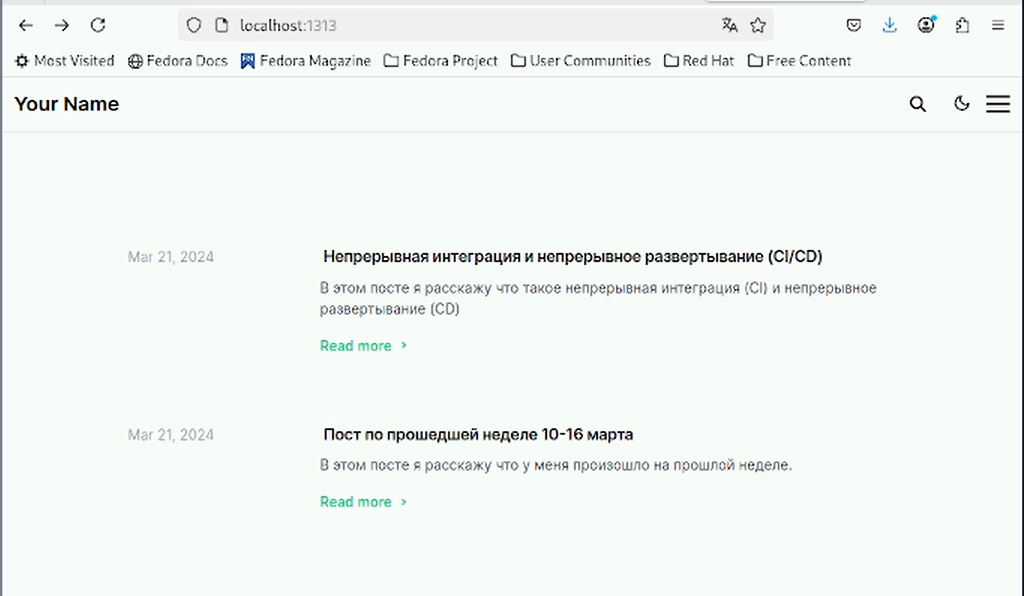 localhost:1313
Most Visited Fedora Docs Fedora Magazine Fedora Project User Communities Red Hat Free Content
Your Name
Mar 21, 2024
Непрерывная интеграция и непрерывное развертывание (CI/CD)
В этом посте я расскажу что такое непрерывная интеграция (CI) и непрерывное
развертывание (CD)
Read more
Mar 21, 2024
Пост по прошедшей неделе 10-16 марта
В этом посте я расскажу что у меня произошло на прошлой неделе.
Read more